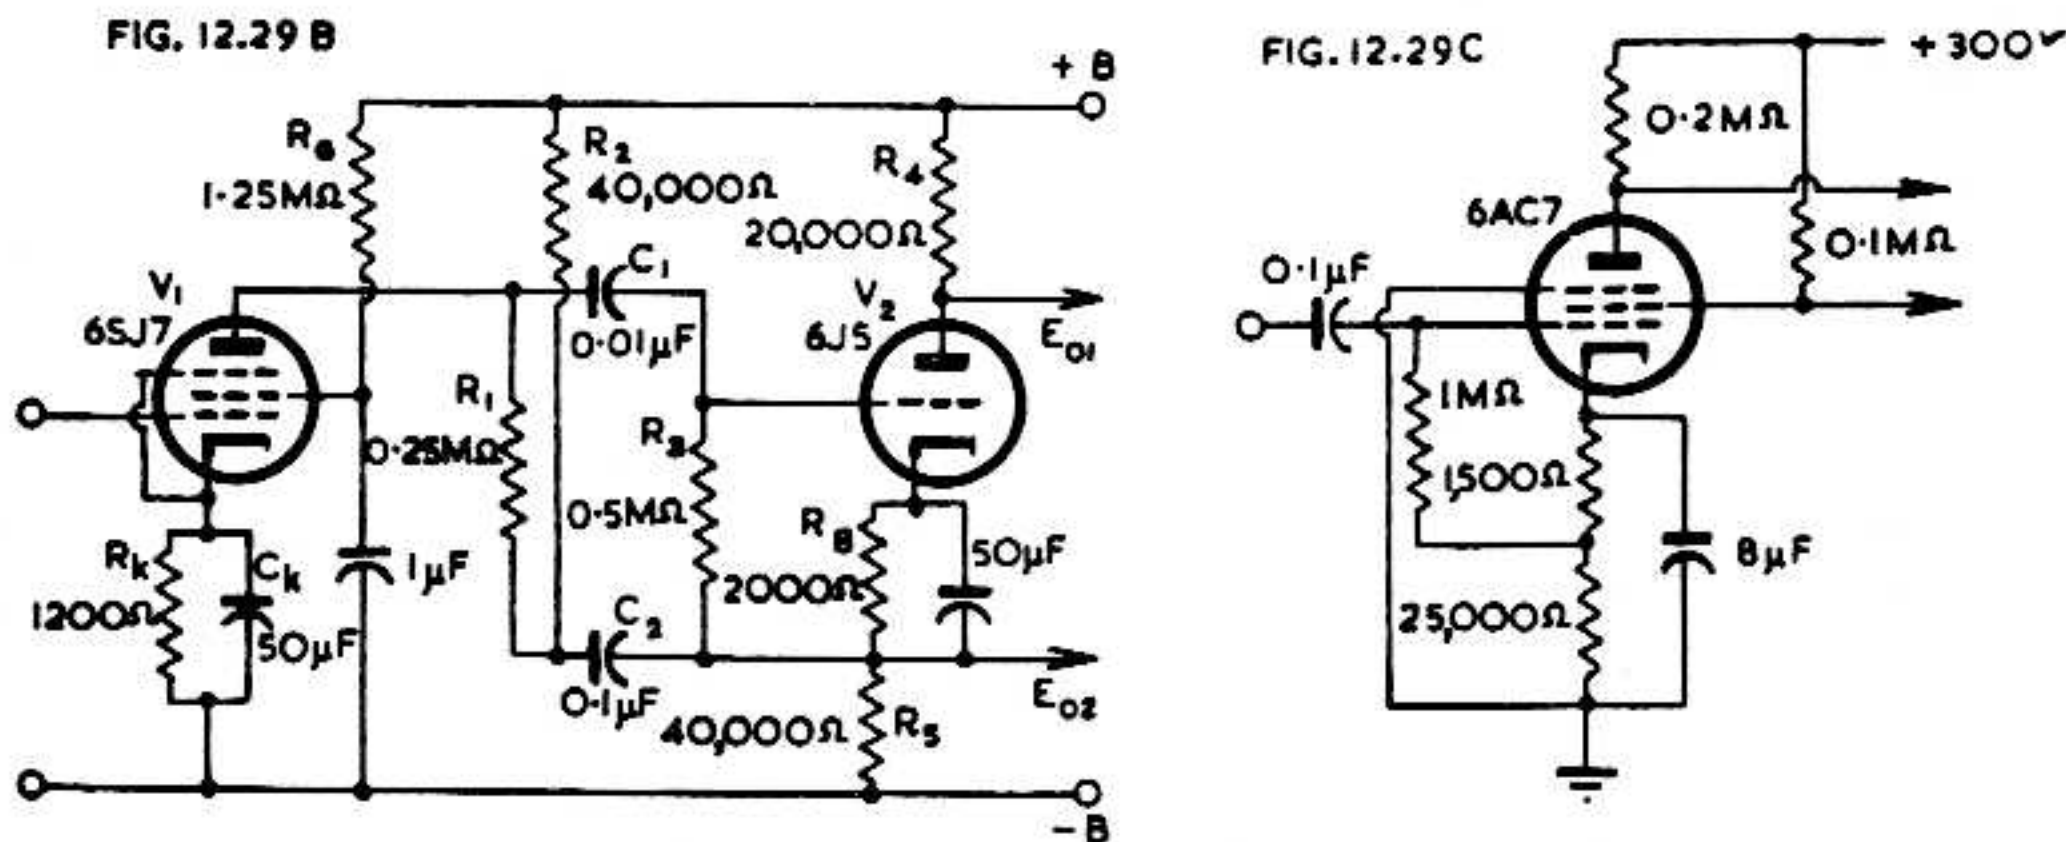 FIG. 12.29 B
+ B
R6
1.25MΩ
R2
40,000Ω
R4
20,000Ω
V1
6SJ7
C1
0.01µF
V2
6J5
E01
R1
0.25MΩ
R3
0.5MΩ
R8
2000Ω
50µF
Rk
1200Ω
Ck
50µF
1µF
C2
0.1µF
E02
40,000Ω
R5
– B
FIG. 12.29C
+300v
0.2MΩ
6AC7
0.1MΩ
0.1µF
1MΩ
1,500Ω
8µF
25,000Ω